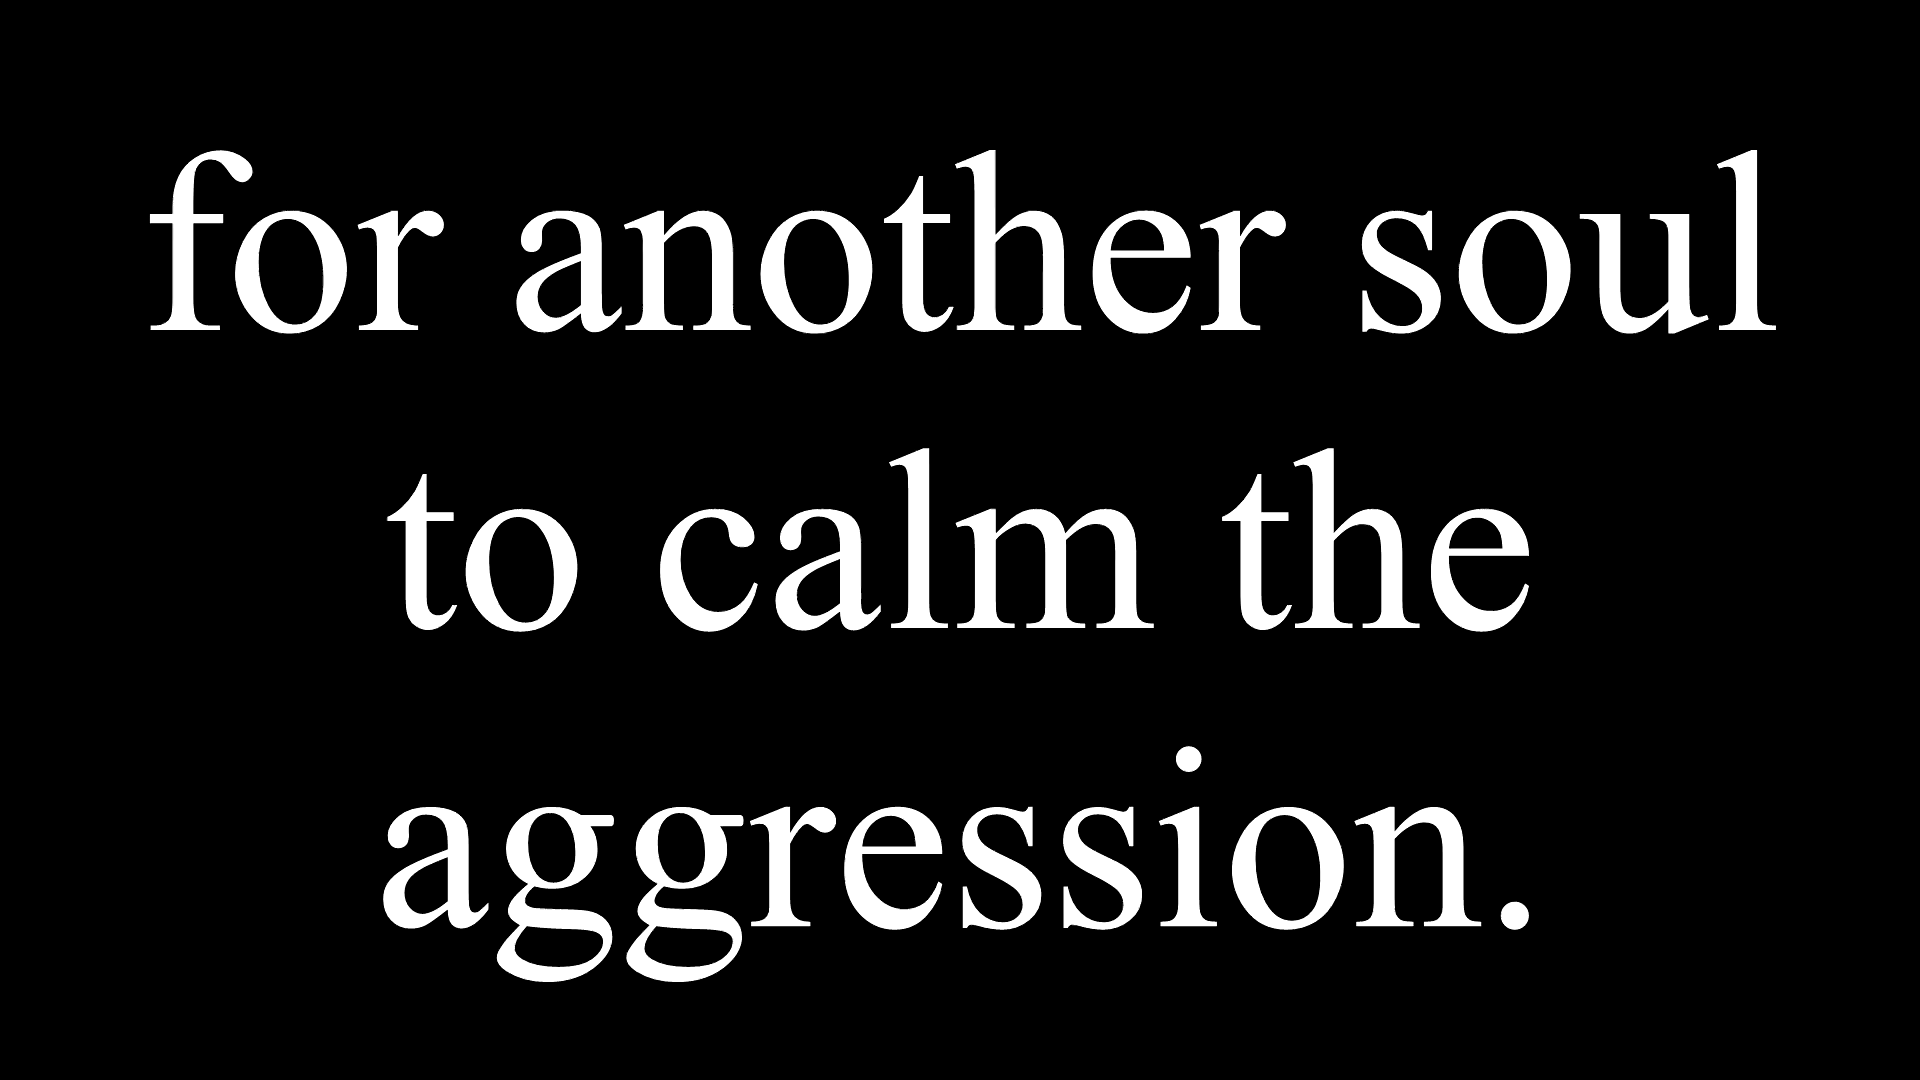 for another soul
to calm the
aggression.